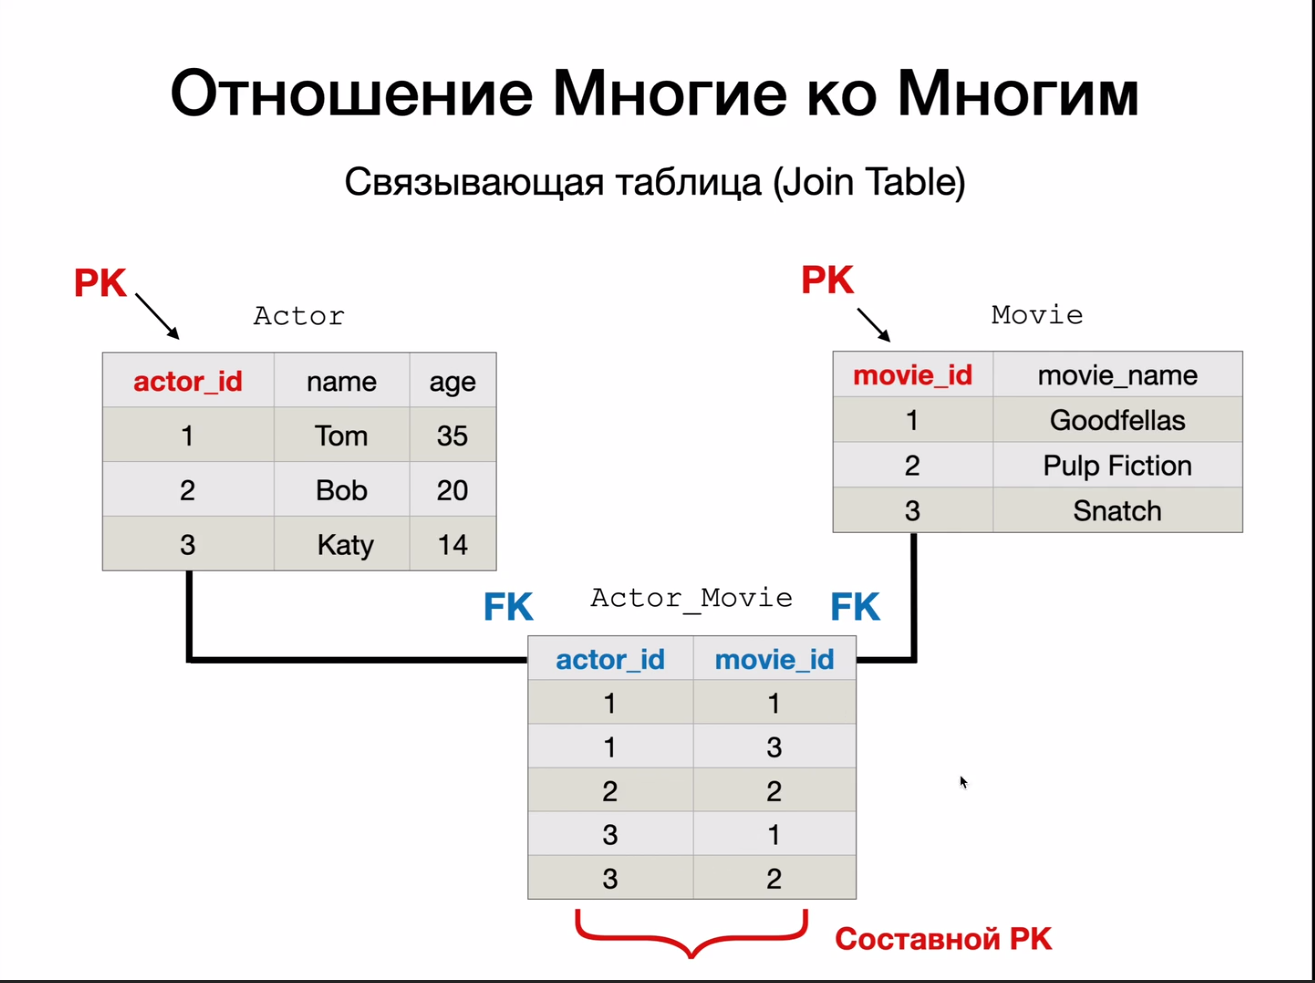 Отношение Многие ко Многим
Связывающая таблица (Join Table)
PK
Actor
actor_id name age
1 Tom 35
2 Bob 20
3 Katy 14
PK
Movie
movie_id movie_name
1 Goodfellas
2 Pulp Fiction
3 Snatch
FK Actor_Movie FK
actor_id movie_id
1 1
1 3
2 2
3 1
3 2
Составной PK